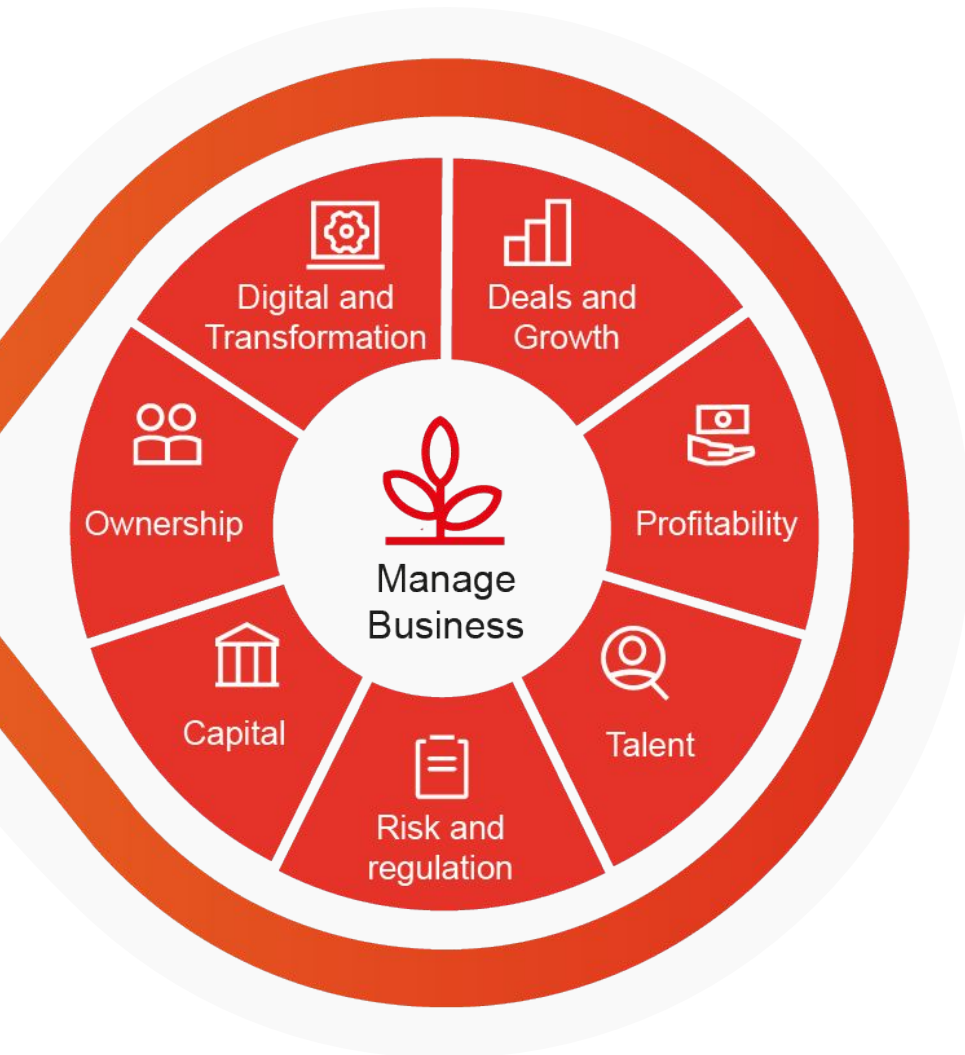 Digital and
Transformation
Deals and
Growth
Ownership
Profitability
Manage
Business
Capital
Talent
Risk and
regulation